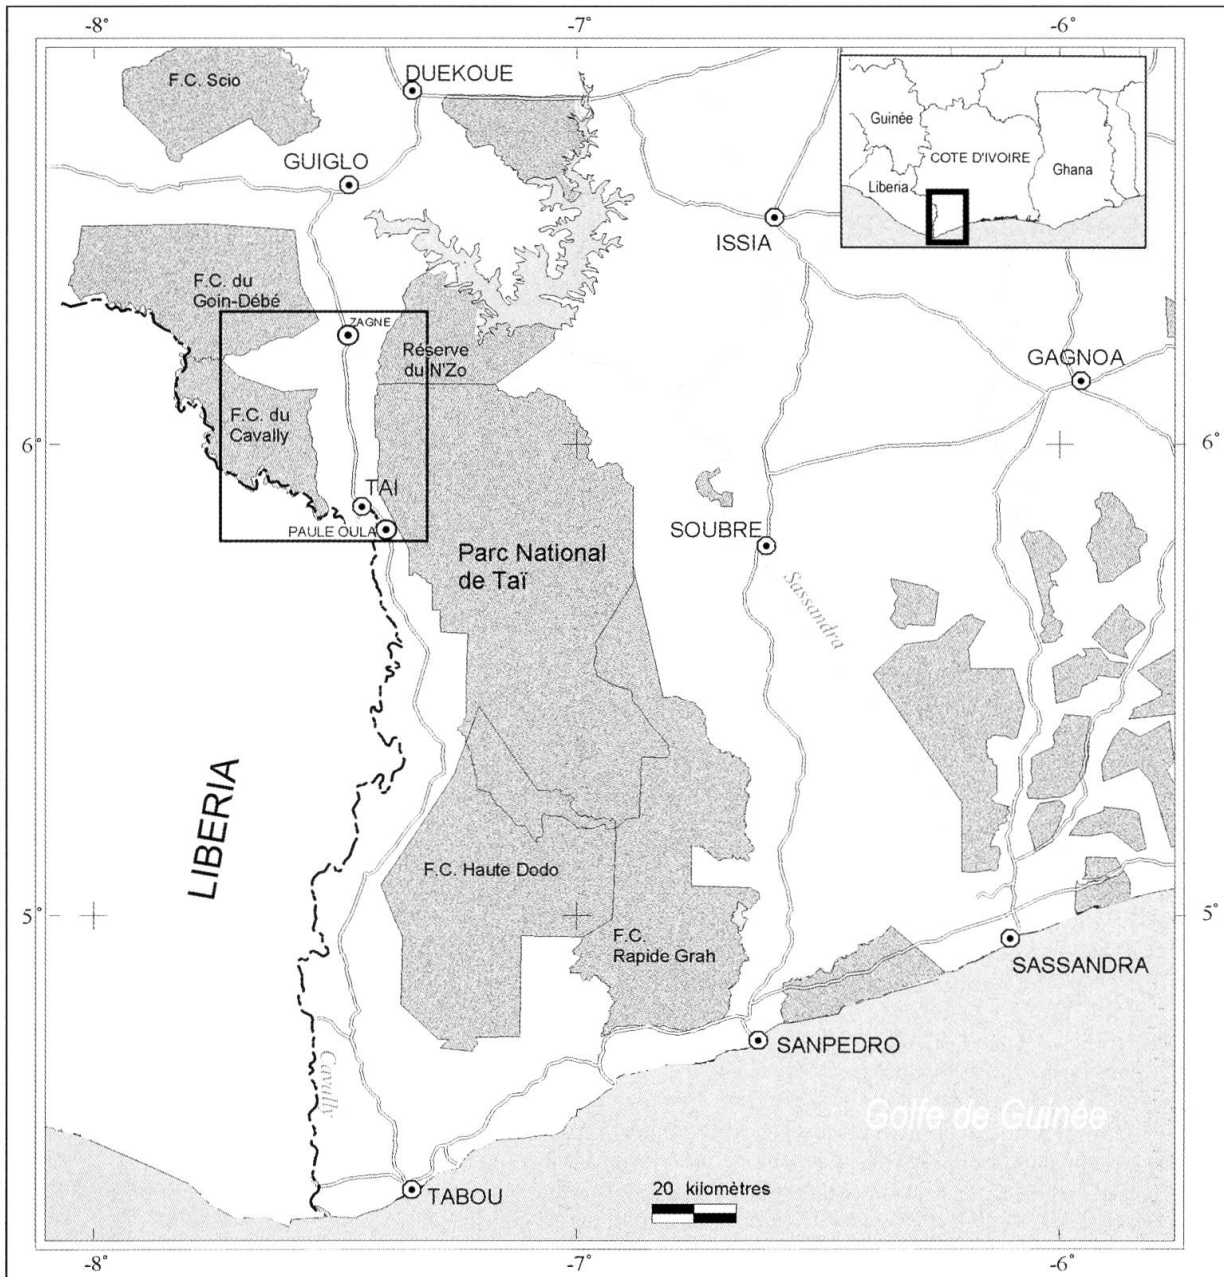 -8°
-7°
-6°
F.C. Scio
DUEKOUE
GUIGLO
Guinée
COTE D'IVOIRE
Liberia
Ghana
ISSIA
F.C. du
Goin-Débé
ZAGNE
Réserve
du N'Zo
GAGNOA
F.C. du
Cavally
6°
6°
TAI
PAULE OULA
SOUBRE
Parc National
de Taï
Sassandra
LIBERIA
F.C. Haute Dodo
5°
5°
F.C.
Rapide Grah
SASSANDRA
SANPEDRO
Cavally
Golfe de Guinée
20 kilomètres
TABOU
-8°
-7°
-6°